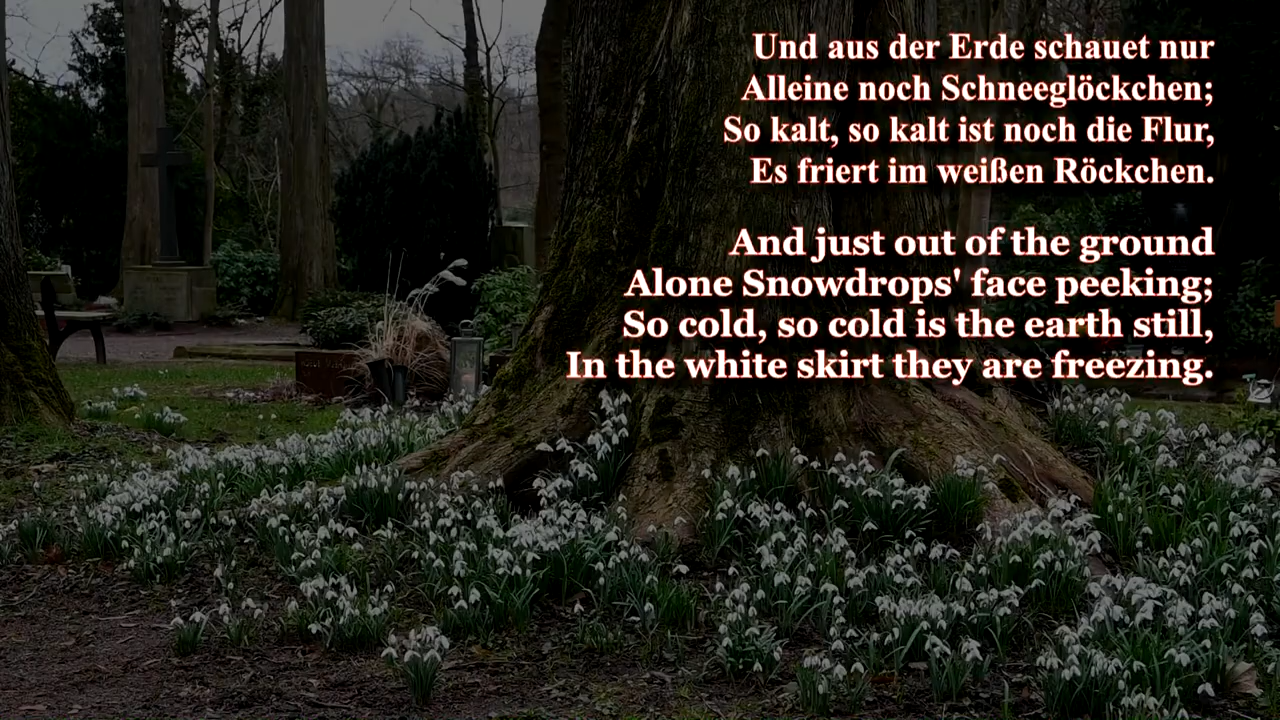 Und aus der Erde schauet nur
Alleine noch Schneeglöckchen;
So kalt, so kalt ist noch die Flur,
Es friert im weißen Röckchen.
And just out of the ground
Alone Snowdrops' face peeking;
So cold, so cold is the earth still,
In the white skirt they are freezing.